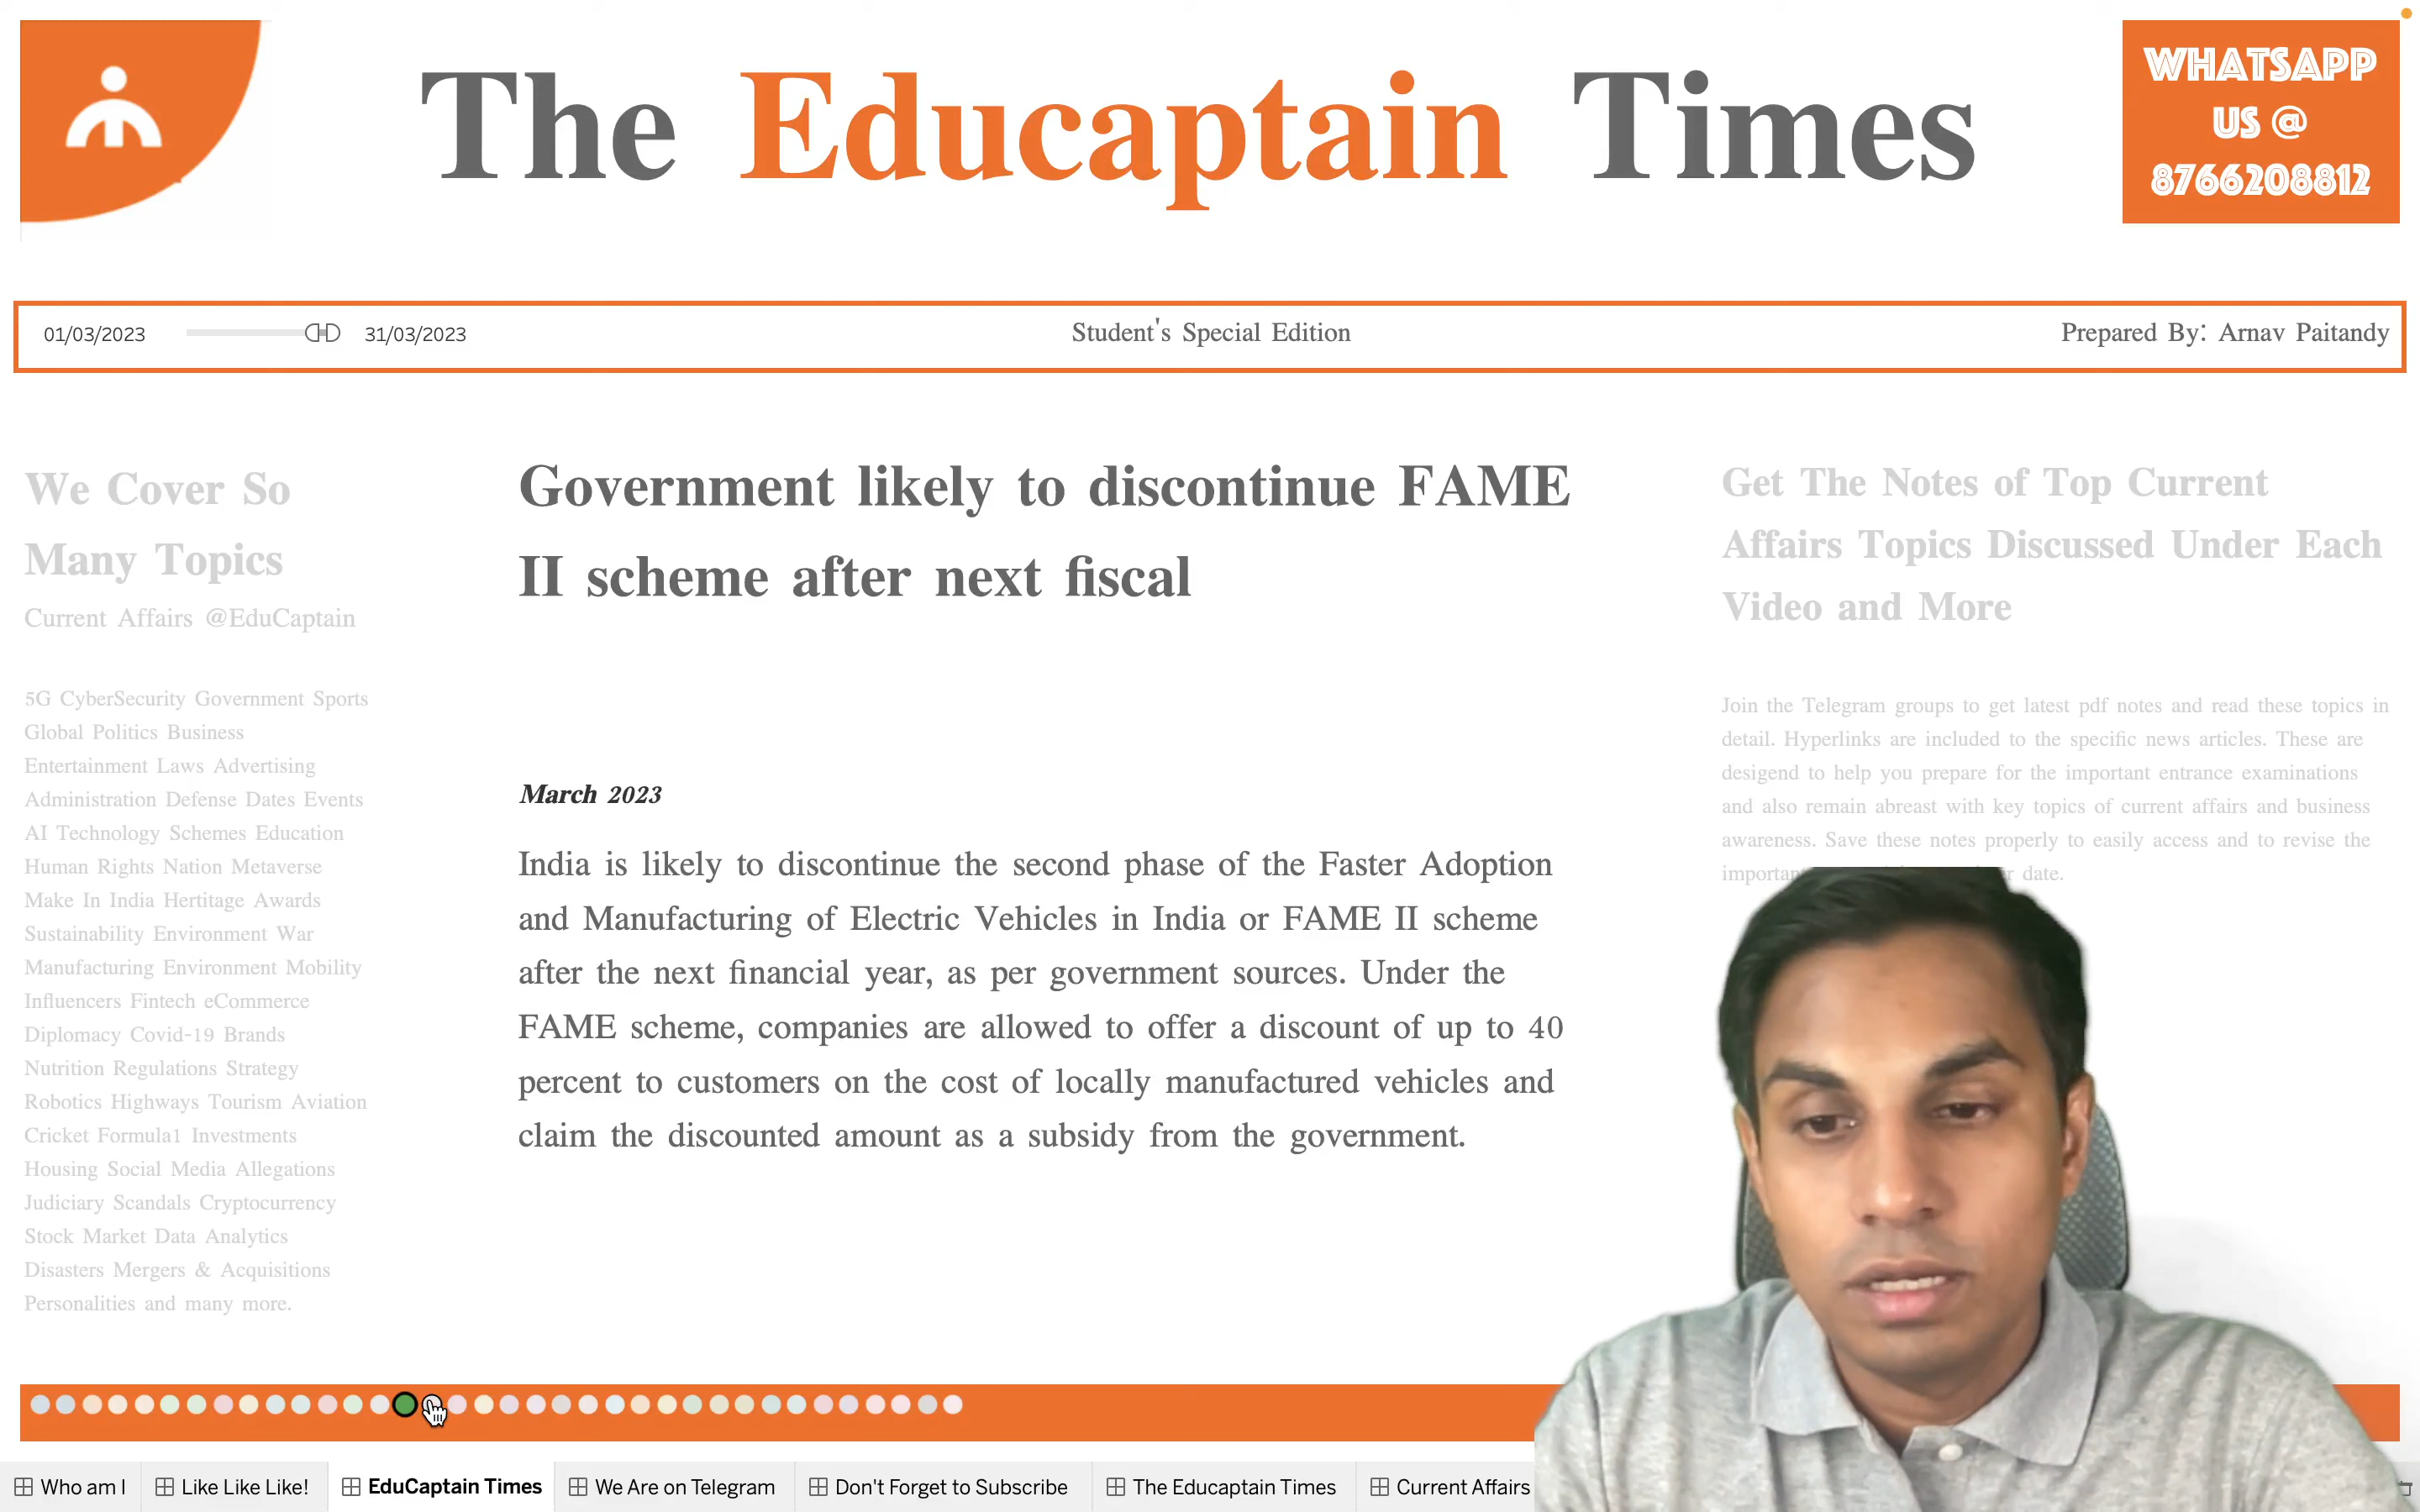 The Educaptain Times
WHATSAPP
US @
8766208812
01/03/2023
31/03/2023
Student's Special Edition
Prepared By: Arnav Paitandy
We Cover So
Many Topics
Current Affairs @EduCaptain
5G CyberSecurity Government Sports
Global Politics Business
Entertainment Laws Advertising
Administration Defense Dates Events
AI Technology Schemes Education
Human Rights Nation Metaverse
Make In India Hertitage Awards
Sustainability Environment War
Manufacturing Environment Mobility
Influencers Fintech eCommerce
Diplomacy Covid-19 Brands
Nutrition Regulations Strategy
Robotics Highways Tourism Aviation
Cricket Formula1 Investments
Housing Social Media Allegations
Judiciary Scandals Cryptocurrency
Stock Market Data Analytics
Disasters Mergers & Acquisitions
Personalities and many more.
Government likely to discontinue FAME
II scheme after next fiscal
March 2023
India is likely to discontinue the second phase of the Faster Adoption
and Manufacturing of Electric Vehicles in India or FAME II scheme
after the next financial year, as per government sources. Under the
FAME scheme, companies are allowed to offer a discount of up to 40
percent to customers on the cost of locally manufactured vehicles and
claim the discounted amount as a subsidy from the government.
Get The Notes of Top Current
Affairs Topics Discussed Under Each
Video and More
Join the Telegram groups to get latest pdf notes and read these topics in
detail. Hyperlinks are included to the specific news articles. These are
desigend to help you prepare for the important entrance examinations
and also remain abreast with key topics of current affairs and business
awareness. Save these notes properly to easily access and to revise the
date.
Who am I
Like Like Like!
EduCaptain Times
We Are on Telegram
Don't Forget to Subscribe
The Educaptain Times
Current Affairs